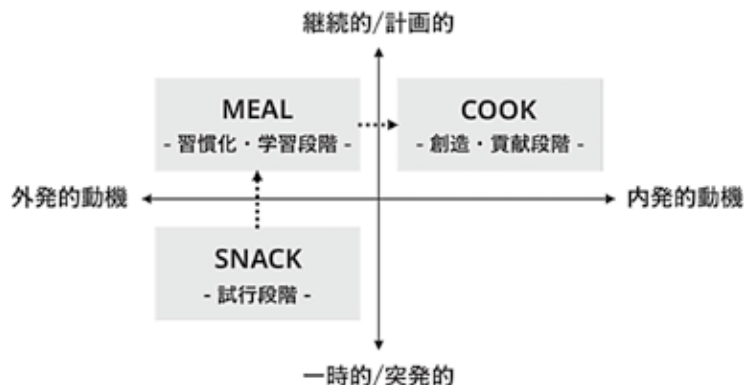 継続的/計画的
MEAL
- 習慣化・学習段階 -
COOK
- 創造・貢献段階 -
外発的動機
内発的動機
SNACK
- 試行段階 -
一時的/突発的